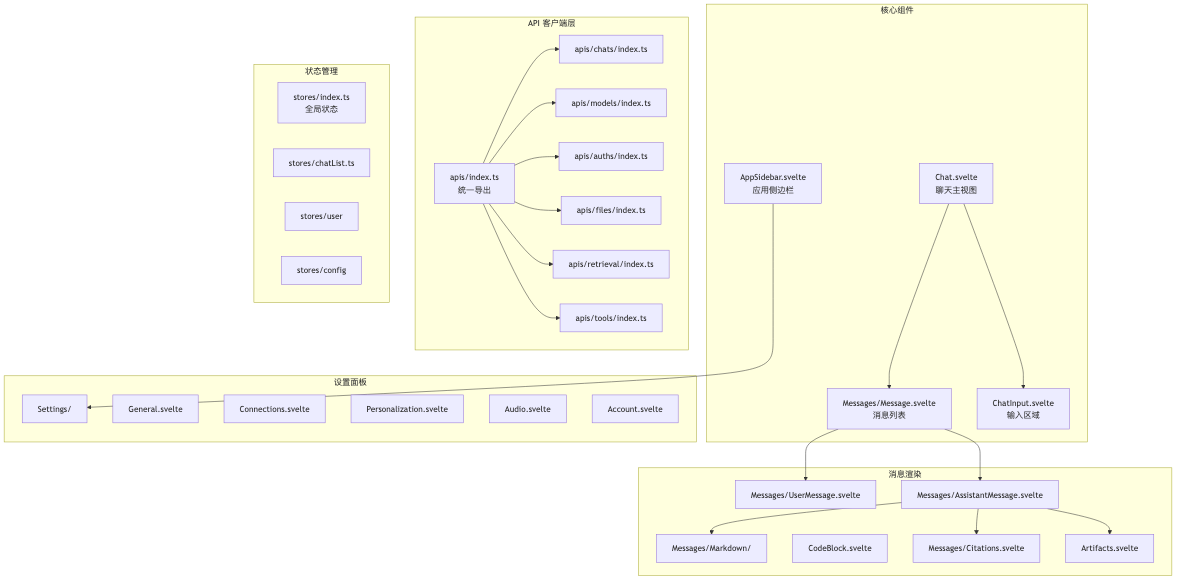 核心组件
AppSidebar.svelte
应用侧边栏
Chat.svelte
聊天主视图
Messages/Message.svelte
消息列表
ChatInput.svelte
输入区域
API 客户端层
apis/index.ts
统一导出
apis/chats/index.ts
apis/models/index.ts
apis/auths/index.ts
apis/files/index.ts
apis/retrieval/index.ts
apis/tools/index.ts
状态管理
stores/index.ts
全局状态
stores/chatList.ts
stores/user
stores/config
设置面板
Settings/
General.svelte
Connections.svelte
Personalization.svelte
Audio.svelte
Account.svelte
消息渲染
Messages/UserMessage.svelte
Messages/AssistantMessage.svelte
Messages/Markdown/
CodeBlock.svelte
Messages/Citations.svelte
Artifacts.svelte